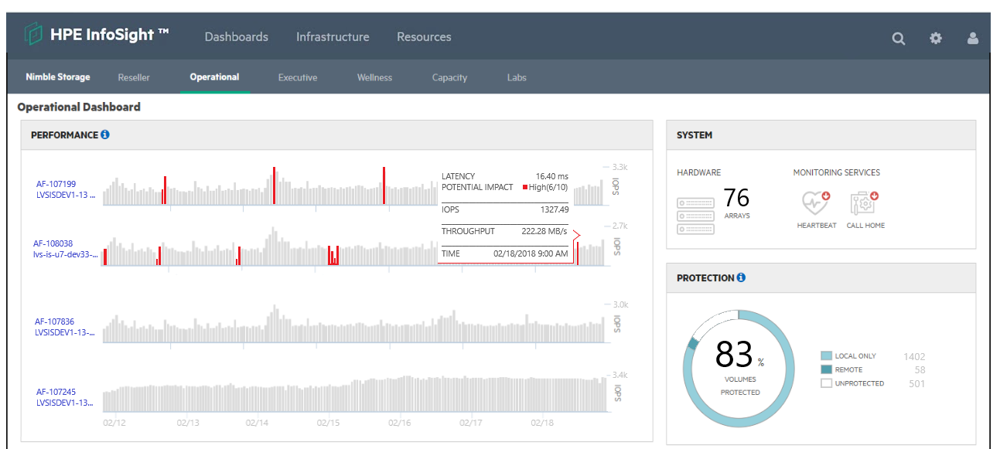 HPE InfoSight ™ Dashboards Infrastructure Resources
Nimble Storage Reseller Operational Executive Wellness Capacity Labs
Operational Dashboard
PERFORMANCE
AF-107199
LVSISDEV1-13 ...
3.3k
IOPS
LATENCY 16.40 ms
POTENTIAL IMPACT High(6/10)
IOPS 1327.49
THROUGHPUT 222.28 MB/s
TIME 02/18/2018 9:00 AM
AF-108038
lvs-is-u7-dev33-...
2.7k
IOPS
AF-107836
LVSISDEV1-13-...
3.0k
IOPS
AF-107245
LVSISDEV1-13...
3.4k
IOPS
02/12 02/13 02/14 02/15 02/16 02/17 02/18
SYSTEM
HARDWARE
76
ARRAYS
MONITORING SERVICES
HEARTBEAT CALL HOME
PROTECTION
83 %
VOLUMES
PROTECTED
LOCAL ONLY 1402
REMOTE 58
UNPROTECTED 501